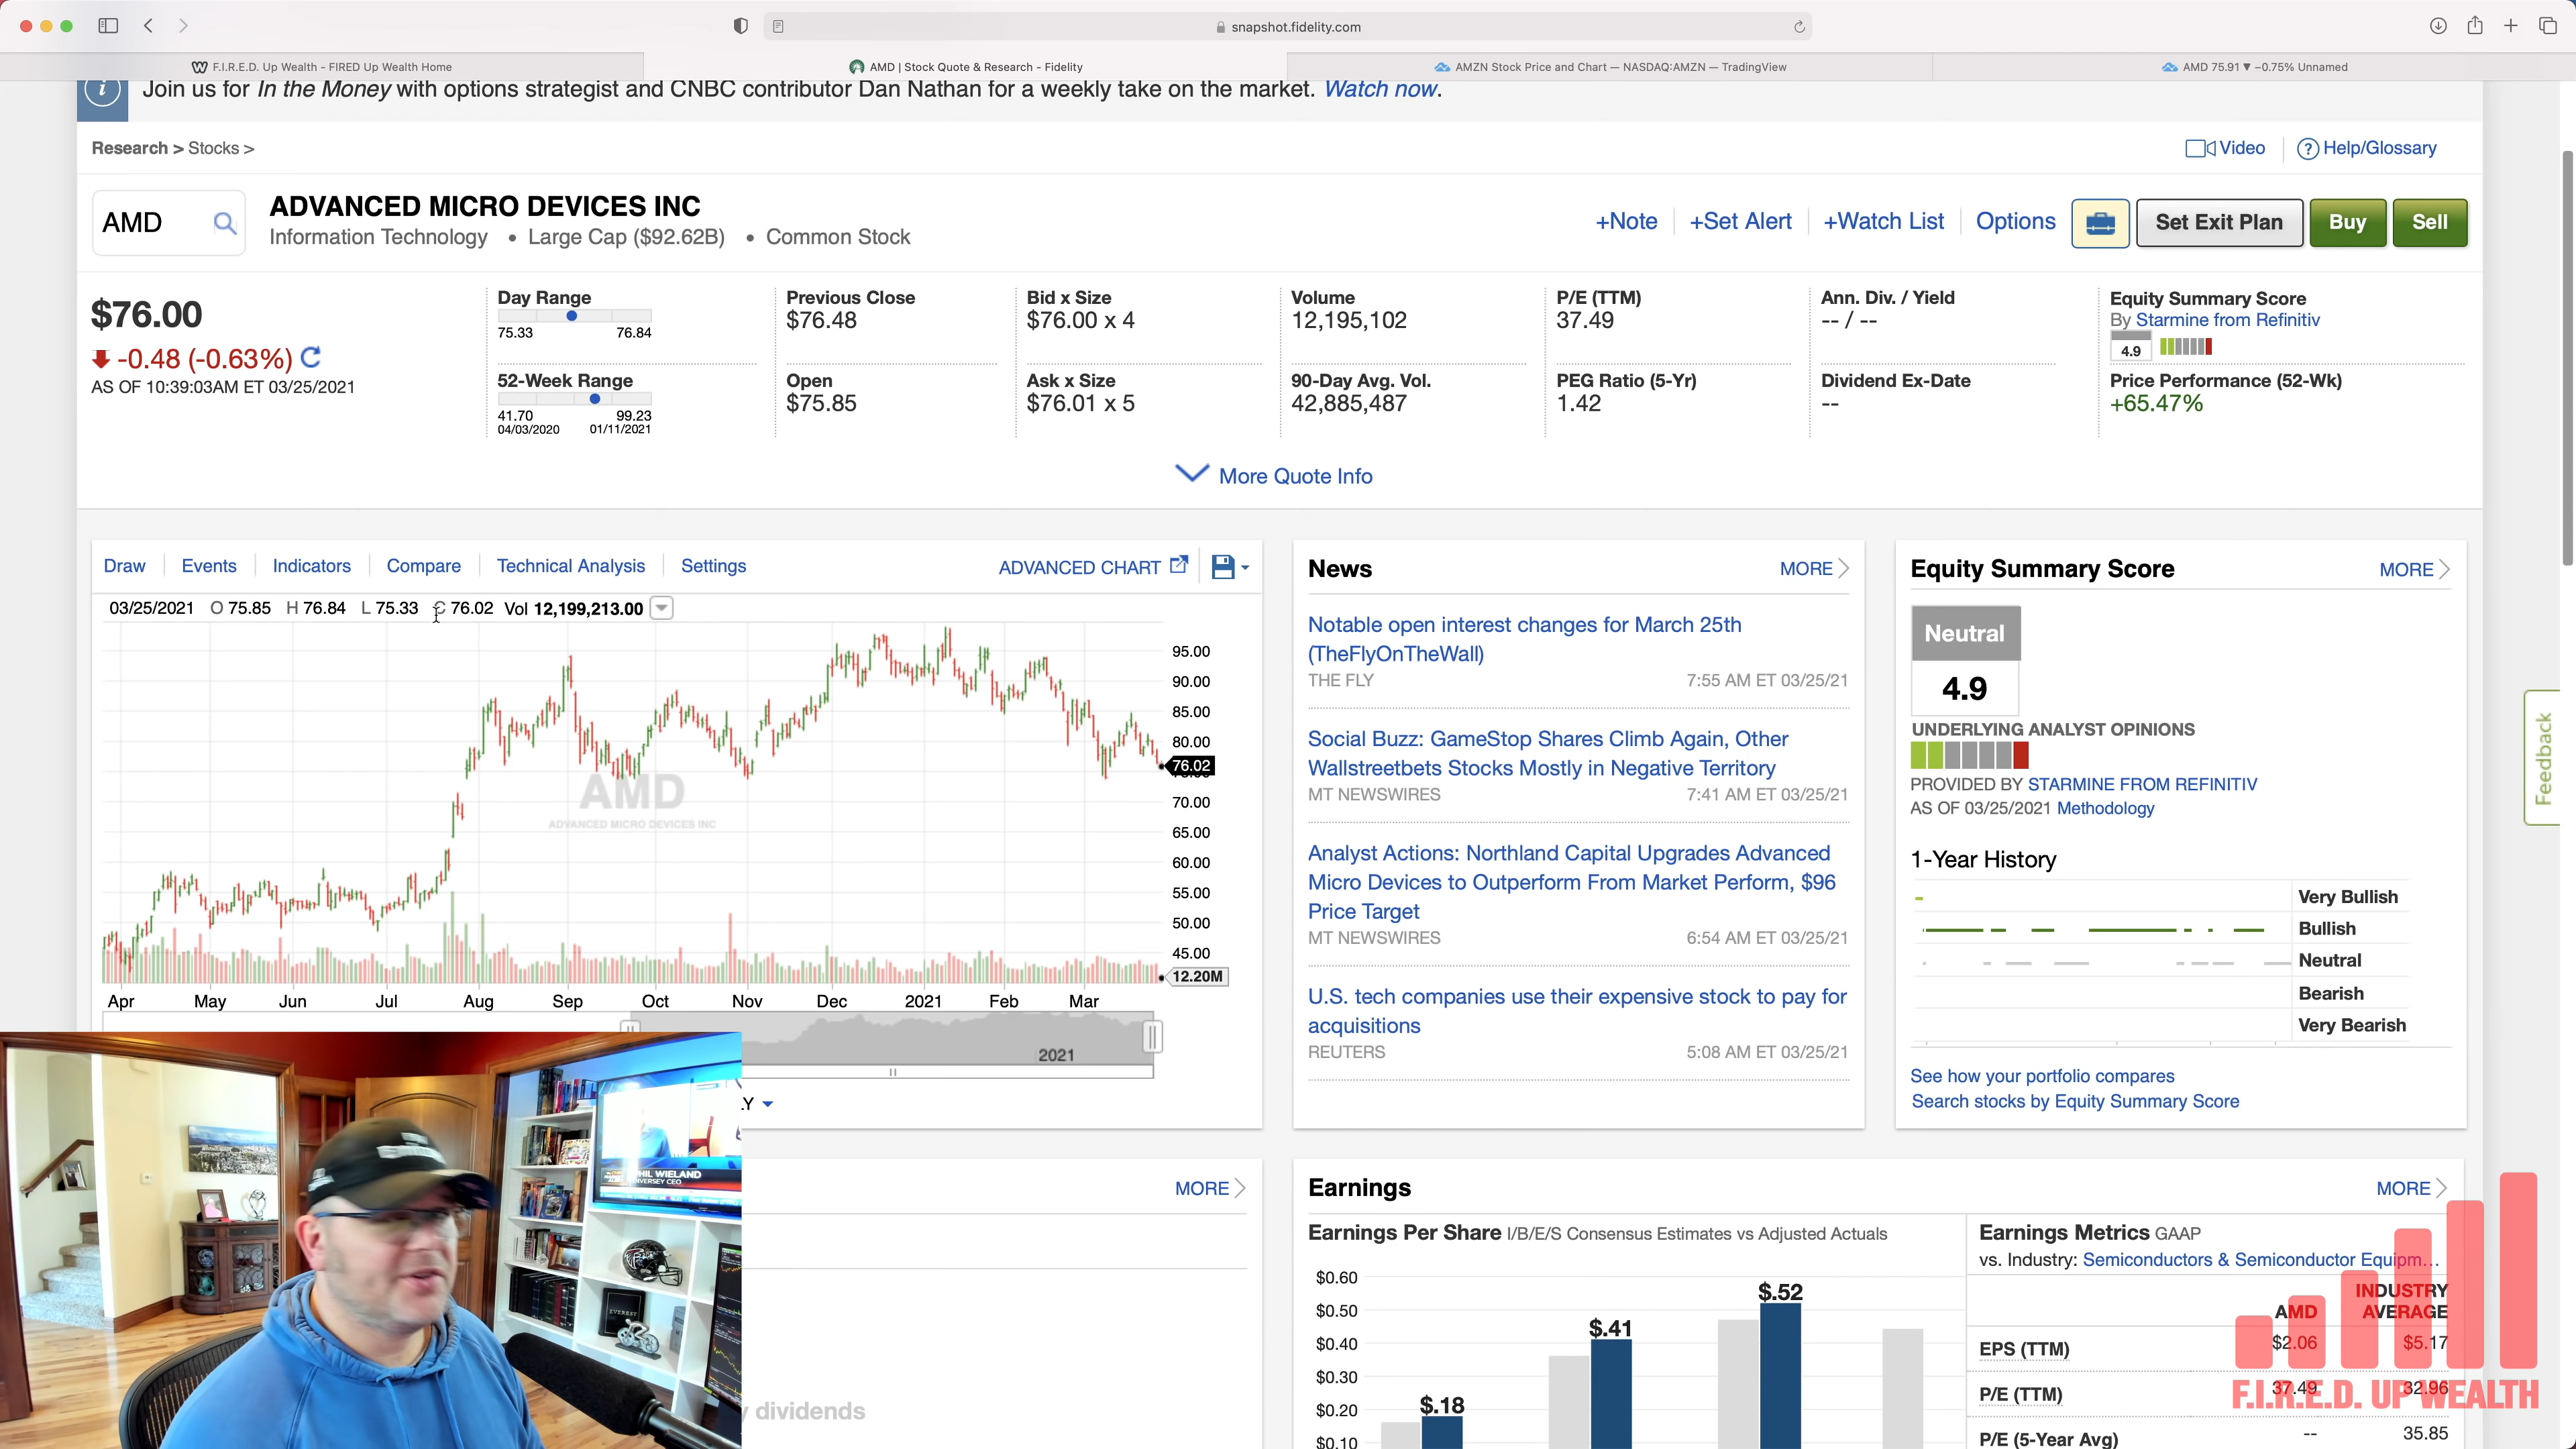 snapshot.fidelity.com
F.I.R.E.D. Up Wealth - FIRED Up Wealth Home
AMD | Stock Quote & Research - Fidelity
AMZN Stock Price and Chart — NASDAQ:AMZN — TradingView
AMD 75.91 ▼ −0.75% Unnamed
Join us for In the Money with options strategist and CNBC contributor Dan Nathan for a weekly take on the market. Watch now.
Research > Stocks >
Video
Help/Glossary
AMD
ADVANCED MICRO DEVICES INC
Information Technology • Large Cap ($92.62B) • Common Stock
+Note
+Set Alert
+Watch List
Options
Set Exit Plan
Buy
Sell
$76.00
-0.48 (-0.63%)
AS OF 10:39:03AM ET 03/25/2021
Day Range
75.33 76.84
52-Week Range
41.70 99.23
04/03/2020 01/11/2021
Previous Close
$76.48
Open
$75.85
Bid x Size
$76.00 x 4
Ask x Size
$76.01 x 5
Volume
12,195,102
90-Day Avg. Vol.
42,885,487
P/E (TTM)
37.49
PEG Ratio (5-Yr)
1.42
Ann. Div. / Yield
-- / --
Dividend Ex-Date
--
Equity Summary Score
By Starmine from Refinitiv
4.9
Price Performance (52-Wk)
+65.47%
More Quote Info
Draw Events Indicators Compare Technical Analysis Settings
ADVANCED CHART
03/25/2021 O 75.85 H 76.84 L 75.33 C 76.02 Vol 12,199,213.00
95.00
90.00
85.00
80.00
76.02
70.00
65.00
60.00
55.00
50.00
45.00
12.20M
AMD
ADVANCED MICRO DEVICES INC
Apr May Jun Jul Aug Sep Oct Nov Dec 2021 Feb Mar
2021
LY
News
MORE
Notable open interest changes for March 25th
(TheFlyOnTheWall)
THE FLY 7:55 AM ET 03/25/21
Social Buzz: GameStop Shares Climb Again, Other
Wallstreetbets Stocks Mostly in Negative Territory
MT NEWSWIRES 7:41 AM ET 03/25/21
Analyst Actions: Northland Capital Upgrades Advanced
Micro Devices to Outperform From Market Perform, $96
Price Target
MT NEWSWIRES 6:54 AM ET 03/25/21
U.S. tech companies use their expensive stock to pay for
acquisitions
REUTERS 5:08 AM ET 03/25/21
Equity Summary Score
MORE
Neutral
4.9
UNDERLYING ANALYST OPINIONS
PROVIDED BY STARMINE FROM REFINITIV
AS OF 03/25/2021 Methodology
1-Year History
Very Bullish
Bullish
Neutral
Bearish
Very Bearish
See how your portfolio compares
Search stocks by Equity Summary Score
Feedback
PHIL WIELAND
DIVERSEY CEO
EVEREST
MORE
y dividends
Earnings
MORE
Earnings Per Share I/B/E/S Consensus Estimates vs Adjusted Actuals
$0.60
$0.50
$0.40
$0.30
$0.20
$0.10
$.18
$.41
$.52
Earnings Metrics GAAP
vs. Industry: Semiconductors & Semiconductor Equipm...
AMD
INDUSTRY
AVERAGE
EPS (TTM) $2.06 $5.17
P/E (TTM) 37.49 32.96
P/E (5-Year Avg) -- 35.85
F.I.R.E.D. UP WEALTH